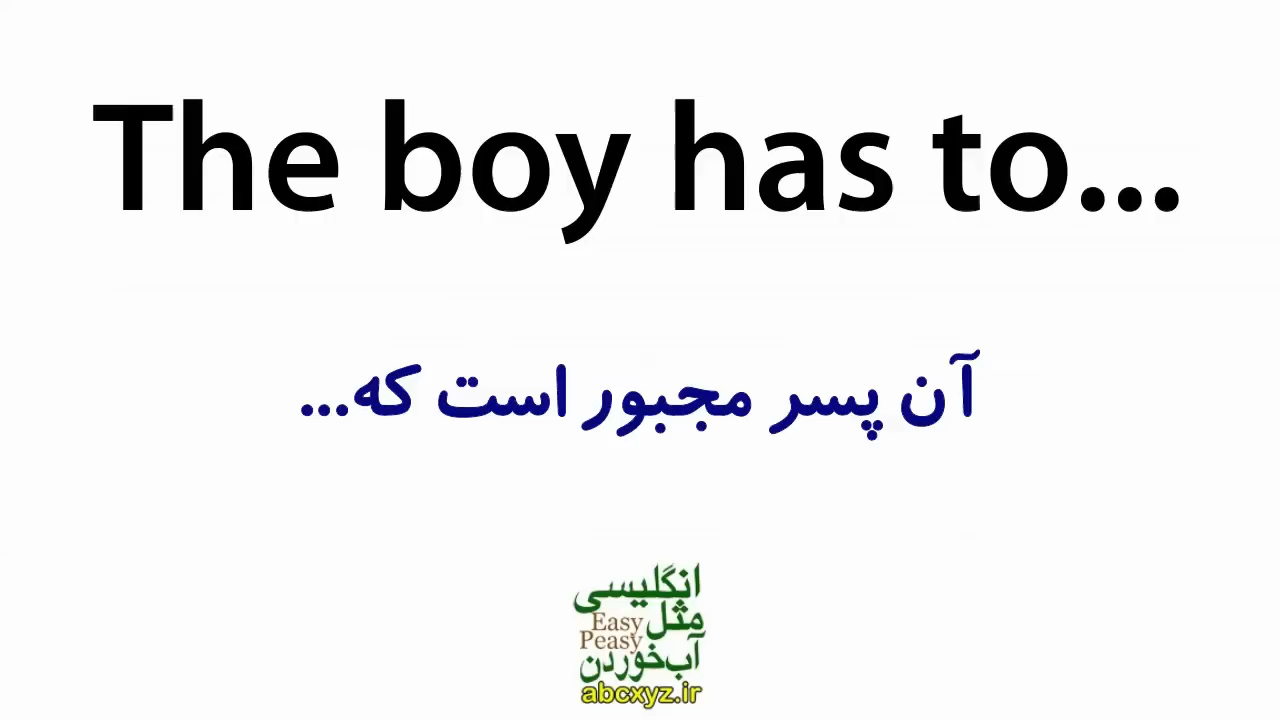 The boy has to...
آن پسر مجبور است که...
انگلیسی
مثل Easy
Peasy
آب‌خوردن
abcxyz.ir